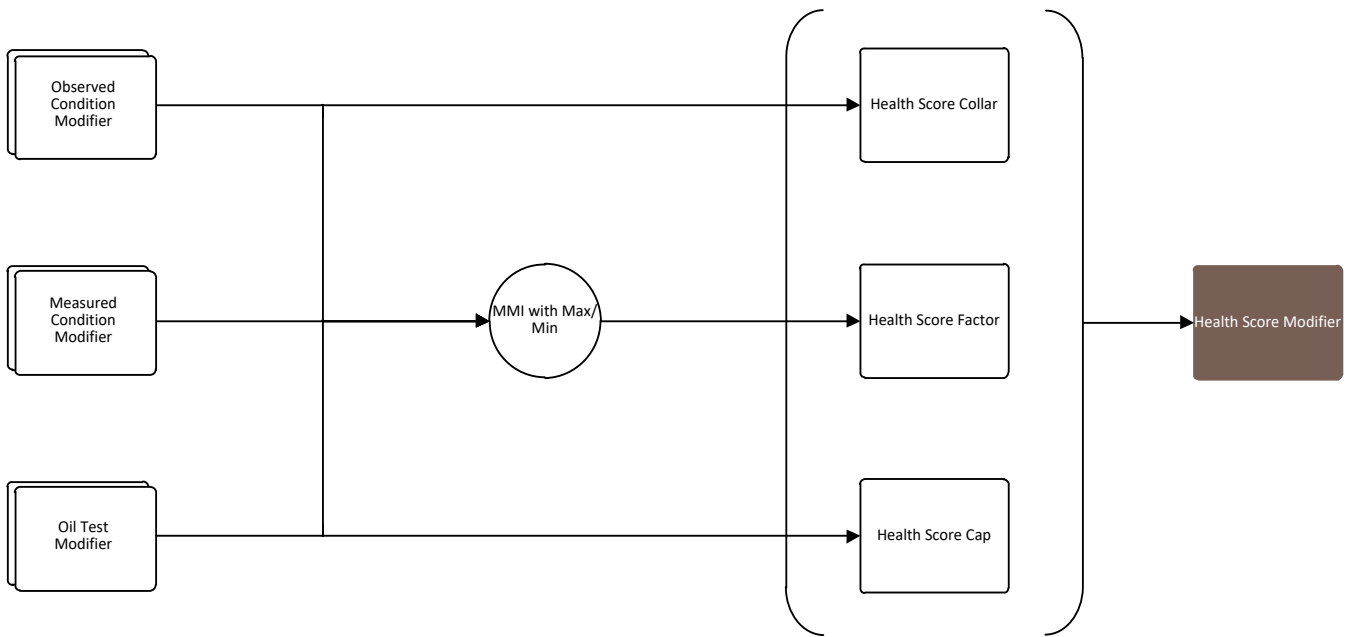 Observed
Condition
Modifier
Health Score Collar
Measured
Condition
Modifier
MMI with Max/
Min
Health Score Factor
Health Score Modifier
Oil Test
Modifier
Health Score Cap